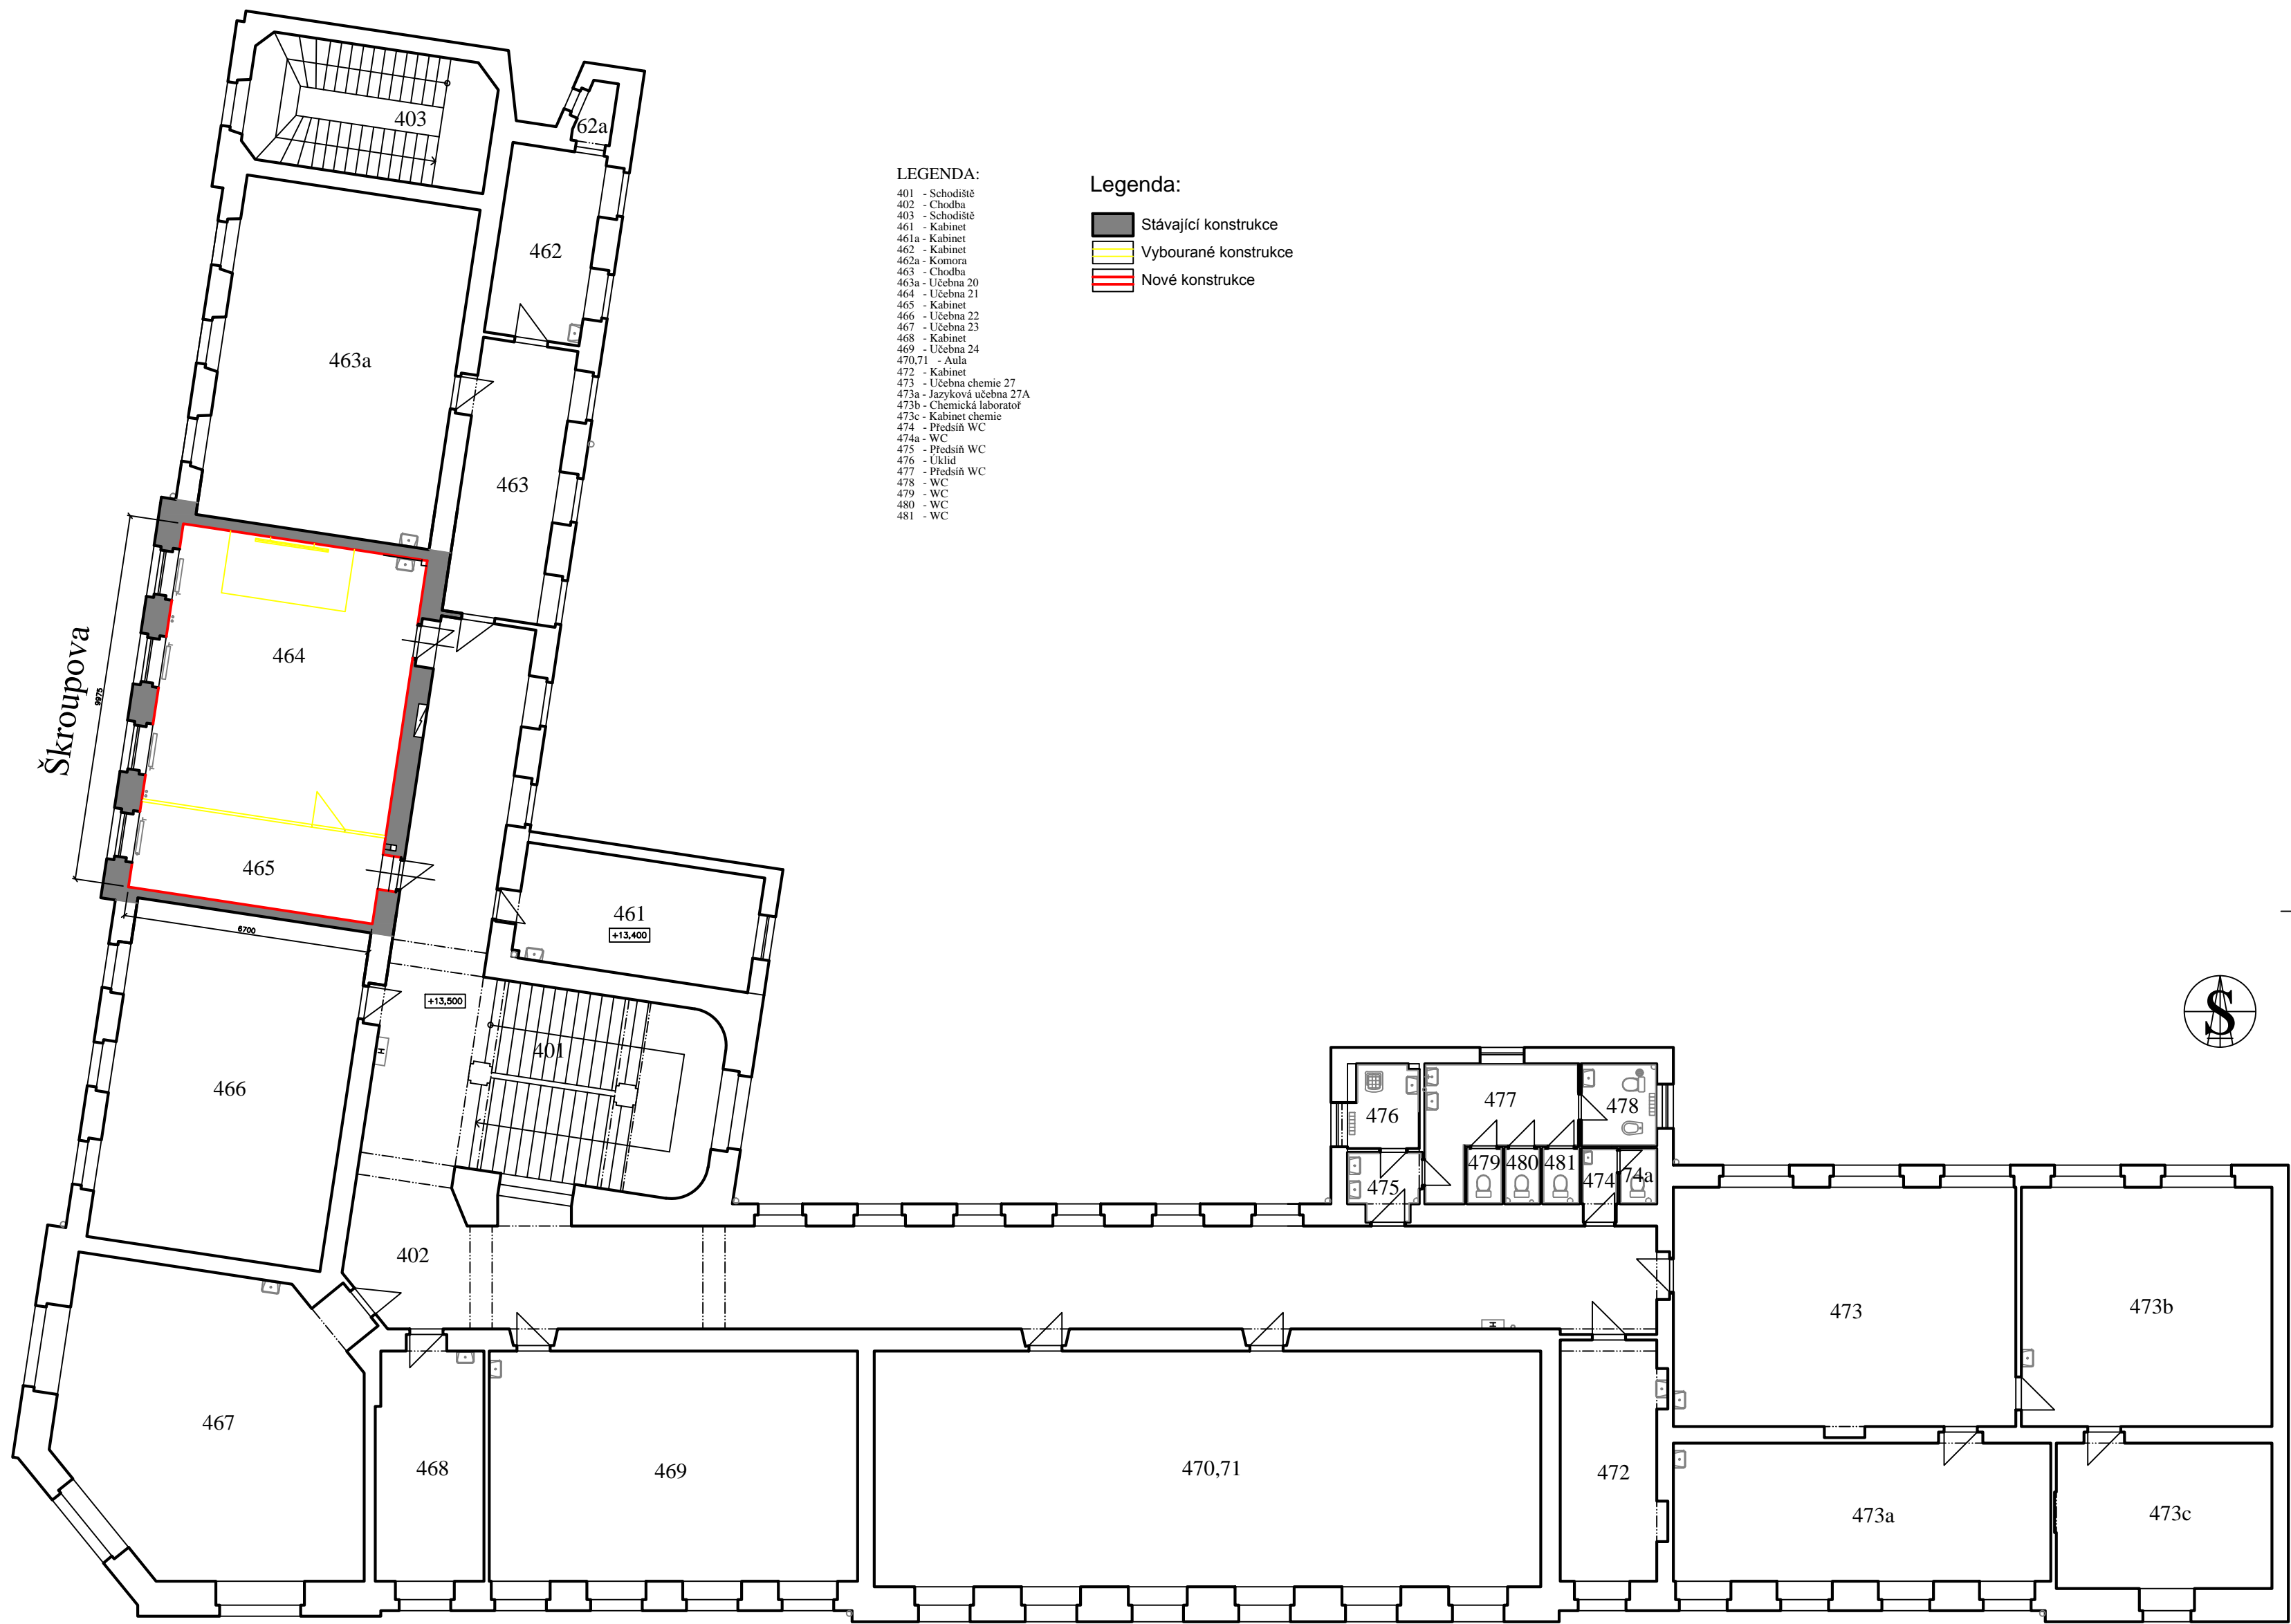 403
62a
LEGENDA:
401 - Schodiště
402 - Chodba
403 - Schodiště
461 - Kabinet
461a - Kabinet
462 - Kabinet
462a - Komora
463 - Chodba
463a - Učebna 20
464 - Učebna 21
465 - Kabinet
466 - Učebna 22
467 - Učebna 23
468 - Kabinet
469 - Učebna 24
470,71 - Aula
472 - Kabinet
473 - Učebna chemie 27
473a - Jazyková učebna 27A
473b - Chemická laboratoř
473c - Kabinet chemie
474 - Předsíň WC
474a - WC
475 - Předsíň WC
476 - Úklid
477 - Předsíň WC
478 - WC
479 - WC
480 - WC
481 - WC
Legenda:
Stávající konstrukce
Vybourané konstrukce
Nové konstrukce
462
463a
463
464
Škroupova
9975
H
465
461
+13,400
6700
+13,500
S
H
401
466
476
477
478
479
480
481
474
74a
475
402
H
473
473b
467
468
469
470,71
472
473a
473c